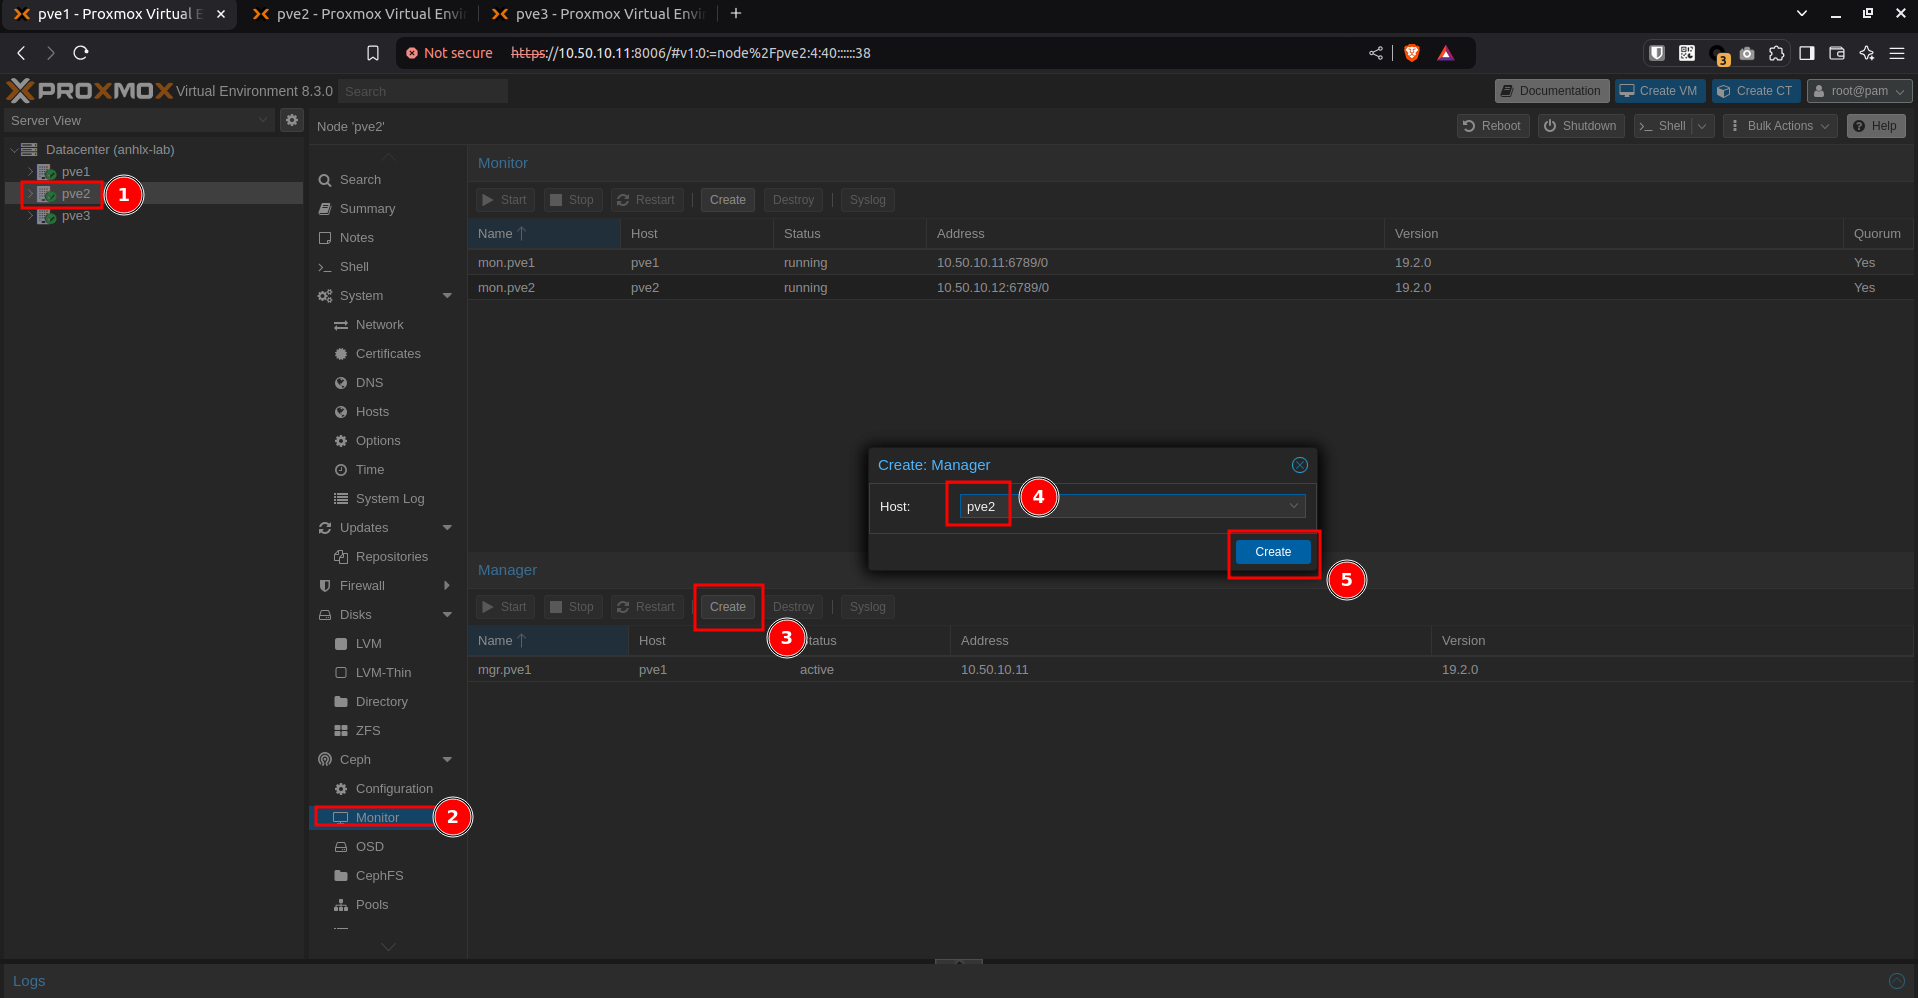 pve1 - Proxmox Virtual E
pve2 - Proxmox Virtual Envi
pve3 - Proxmox Virtual Envi
Not secure https://10.50.10.11:8006/#v1:0:=node%2Fpve2:4:40::::::38
3
PROXMOX Virtual Environment 8.3.0 Search
Documentation Create VM Create CT root@pam
Server View
Node 'pve2'
Reboot Shutdown Shell Bulk Actions Help
Datacenter (anhlx-lab)
pve1
pve2 1
pve3
Search
Summary
Notes
Shell
System
Network
Certificates
DNS
Hosts
Options
Time
System Log
Updates
Repositories
Firewall
Disks
LVM
LVM-Thin
Directory
ZFS
Ceph
Configuration
Monitor 2
OSD
CephFS
Pools
Monitor
Start Stop Restart Create Destroy Syslog
Name Host Status Address Version Quorum
mon.pve1 pve1 running 10.50.10.11:6789/0 19.2.0 Yes
mon.pve2 pve2 running 10.50.10.12:6789/0 19.2.0 Yes
Create: Manager
Host: pve2 4
Create 5
Manager
Start Stop Restart Create Destroy Syslog
3
Name Host tatus Address Version
mgr.pve1 pve1 active 10.50.10.11 19.2.0
Logs